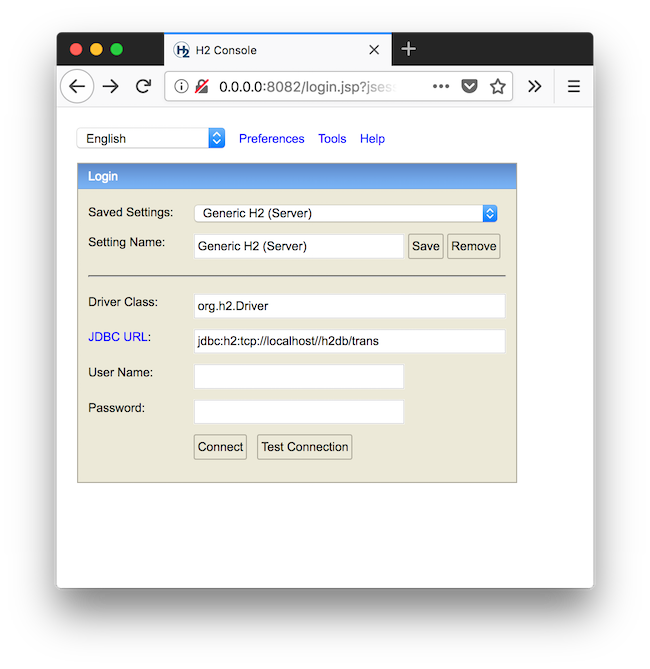 H2 Console
0.0.0.0:8082/login.jsp?jses
English Preferences Tools Help
Login
Saved Settings: Generic H2 (Server)
Setting Name: Generic H2 (Server) Save Remove
Driver Class: org.h2.Driver
JDBC URL: jdbc:h2:tcp://localhost//h2db/trans
User Name:
Password:
Connect Test Connection